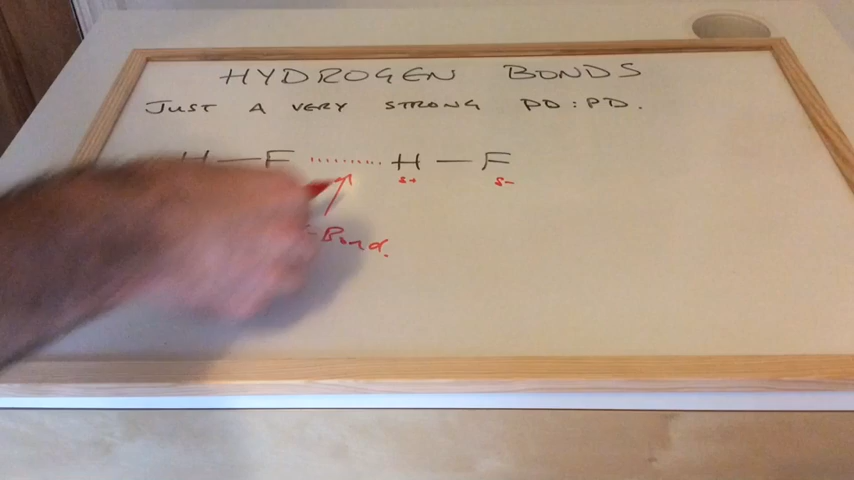 HYDROGEN BONDS
JUST A VERY STRONG PD:PD.
H — F ........ H — F
δ+ δ-
-Bond.